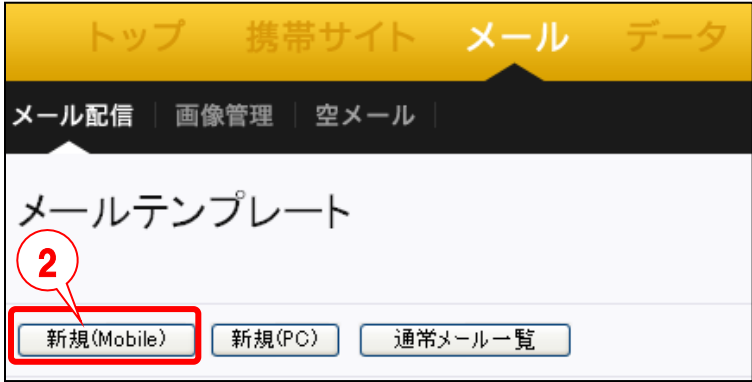 トップ 携帯サイト メール データ
メール配信 画像管理 空メール
メールテンプレート
2
新規(Mobile) 新規(PC) 通常メール一覧